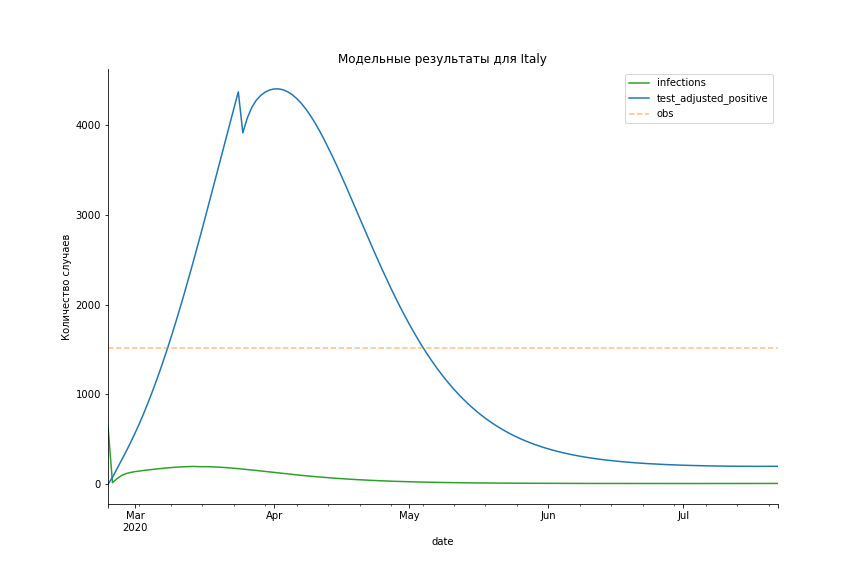 Модельные результаты для Italy
infections
test_adjusted_positive
obs
Количество случаев
4000
3000
2000
1000
0
Mar
2020
Apr
May
Jun
Jul
date